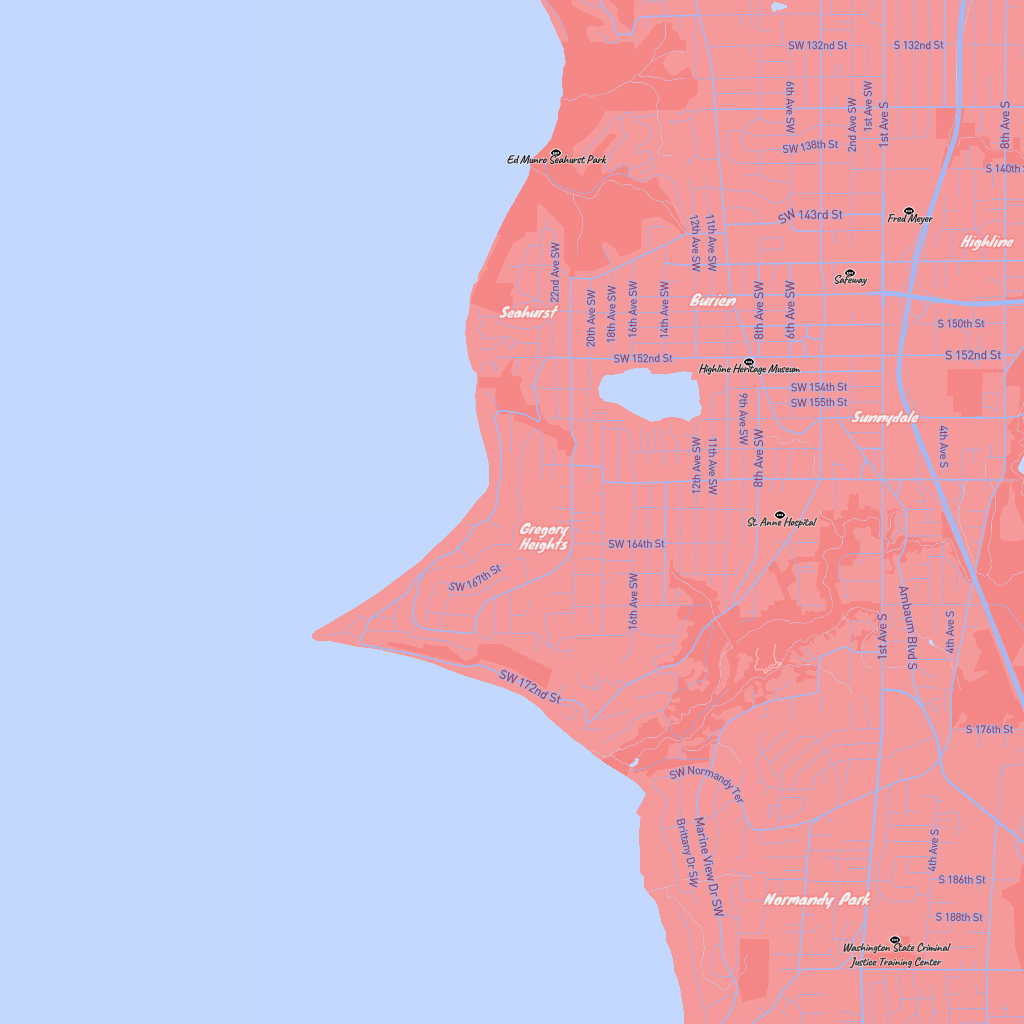 SW 132nd St
S 132nd St
6th Ave SW
2nd Ave SW
1st Ave SW
1st Ave S
8th Ave S
SW 138th St
Ed Munro Seahurst Park
S 140th St
12th Ave SW
11th Ave SW
SW 143rd St
Fred Meyer
Highline
22nd Ave SW
Safeway
20th Ave SW
18th Ave SW
16th Ave SW
14th Ave SW
Burien
8th Ave SW
6th Ave SW
Seahurst
S 150th St
SW 152nd St
S 152nd St
Highline Heritage Museum
SW 154th St
SW 155th St
9th Ave SW
Sunnydale
4th Ave S
12th Ave SW
11th Ave SW
8th Ave SW
St. Anne Hospital
Gregory
Heights
SW 164th St
SW 167th St
16th Ave SW
1st Ave S
Ambaum Blvd S
4th Ave S
SW 172nd St
S 176th St
SW Normandy Ter
Brittany Dr SW
Marine View Dr SW
4th Ave S
S 186th St
Normandy Park
S 188th St
Washington State Criminal
Justice Training Center